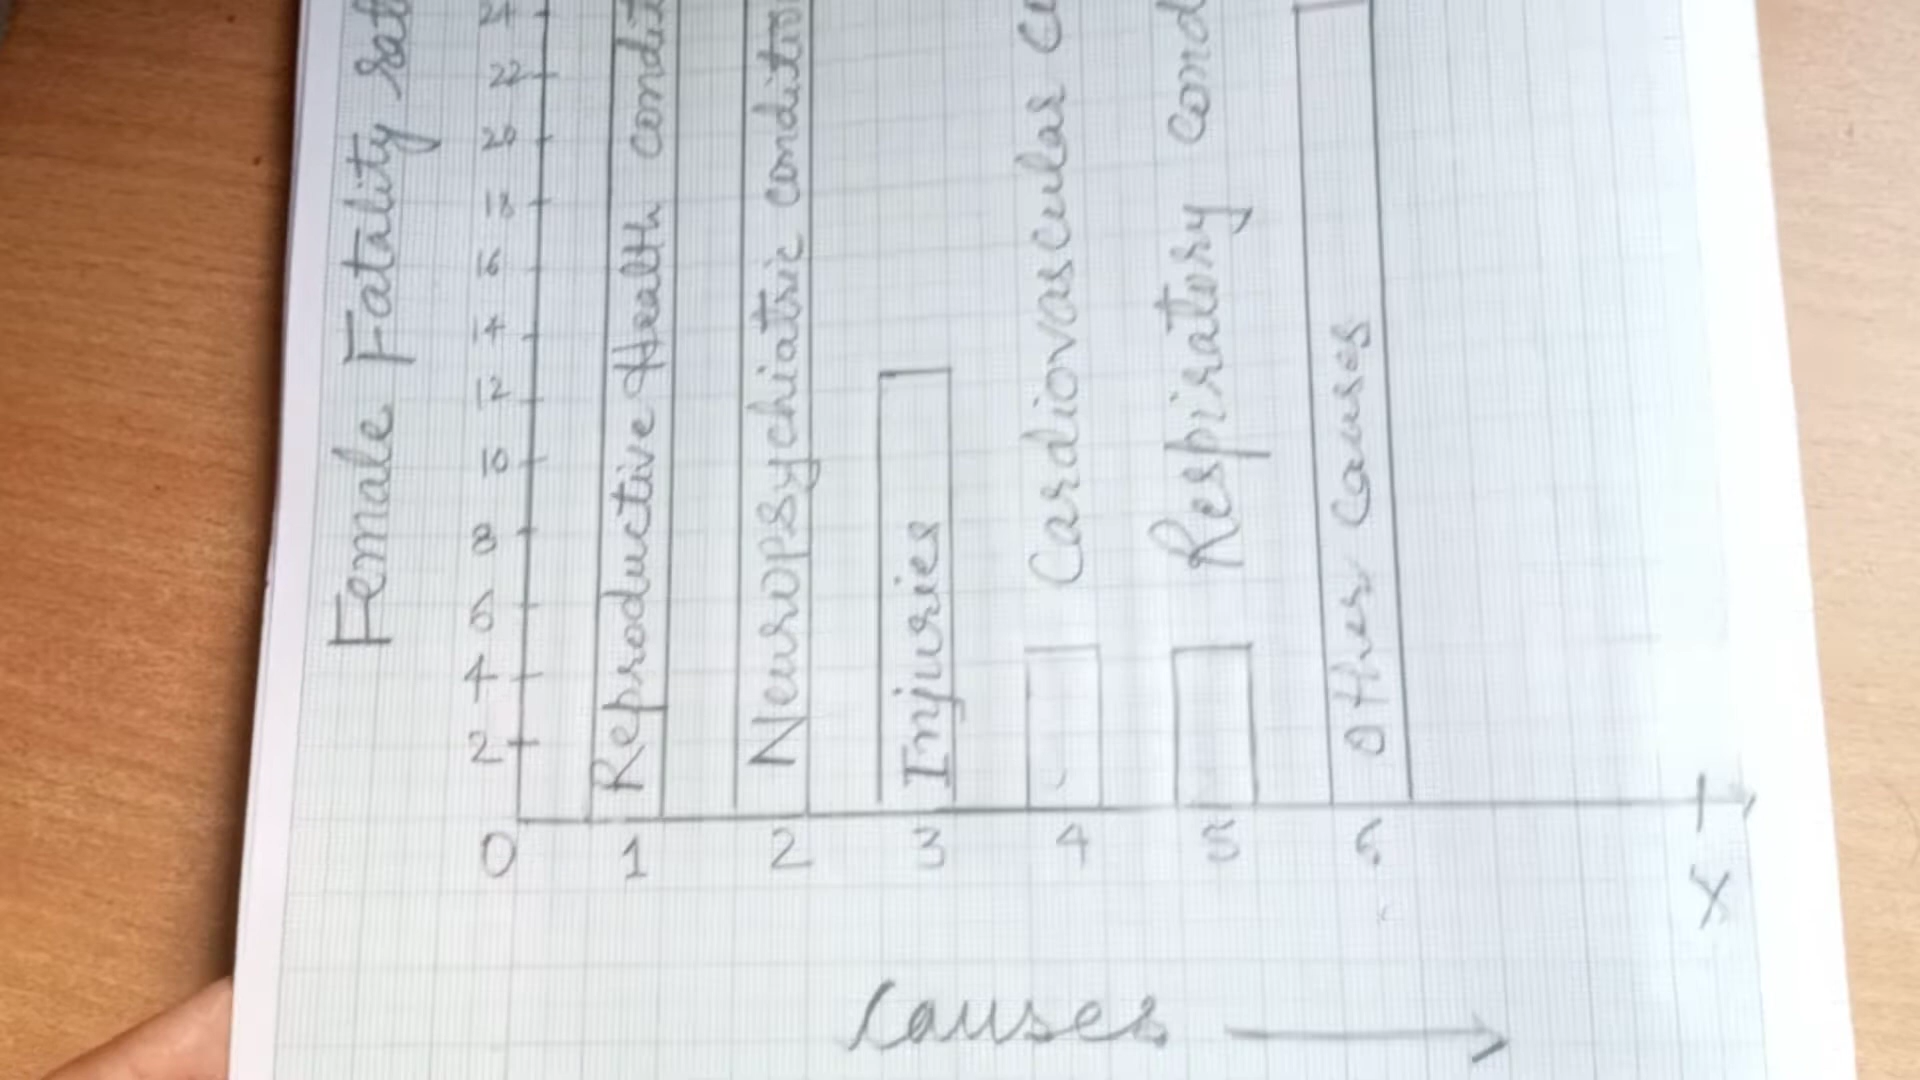 Female Fatality
24
22
20
18
16
14
12
10
8
6
4
2
0
Reproductive Health
Neuropsychiatric
Injuries
Cardiovascular
Respiratory
Other Causes
1 2 3 4 5 6
X
Causes